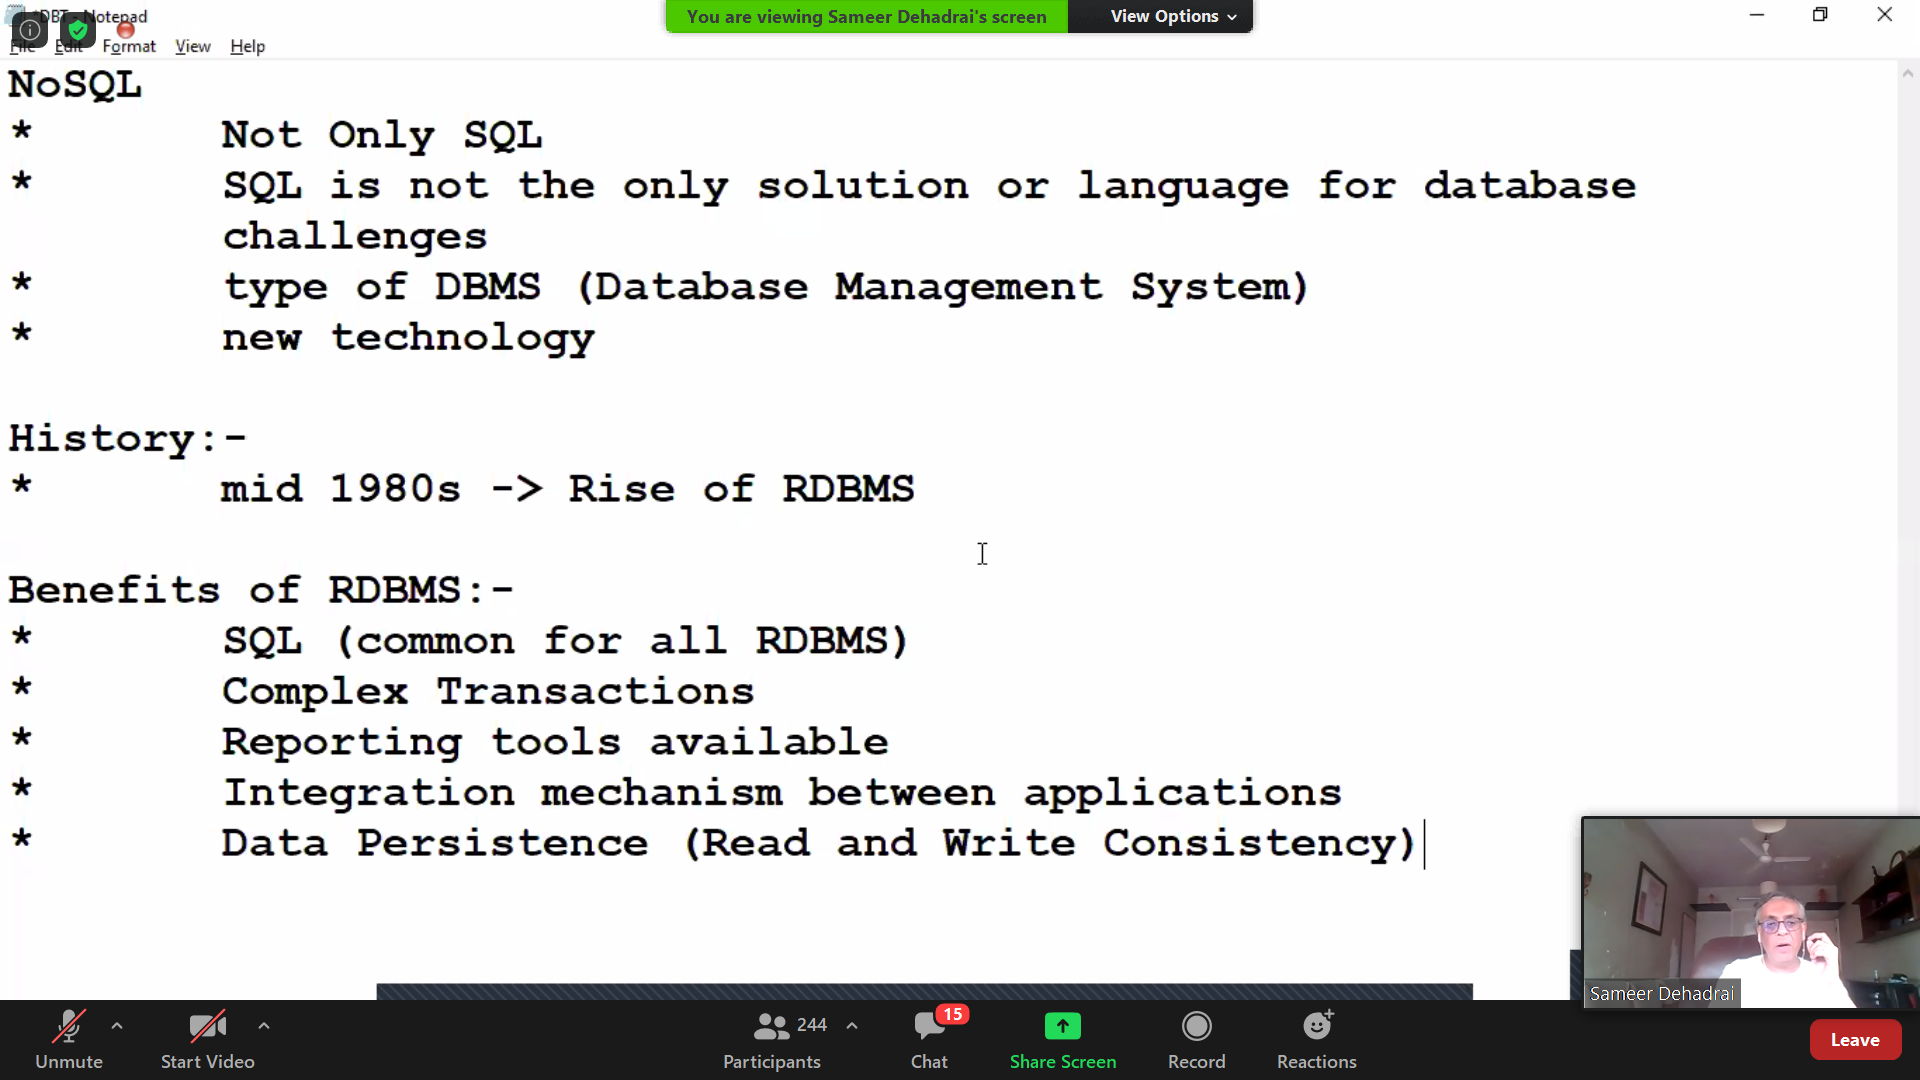 *DBT - Notepad
You are viewing Sameer Dehadrai's screen
View Options
File Edit Format View Help
NoSQL
* Not Only SQL
* SQL is not the only solution or language for database
challenges
* type of DBMS (Database Management System)
* new technology
History:-
* mid 1980s -> Rise of RDBMS
Benefits of RDBMS:-
* SQL (common for all RDBMS)
* Complex Transactions
* Reporting tools available
* Integration mechanism between applications
* Data Persistence (Read and Write Consistency)
Sameer Dehadrai
244
15
Unmute
Start Video
Participants
Chat
Share Screen
Record
Reactions
Leave